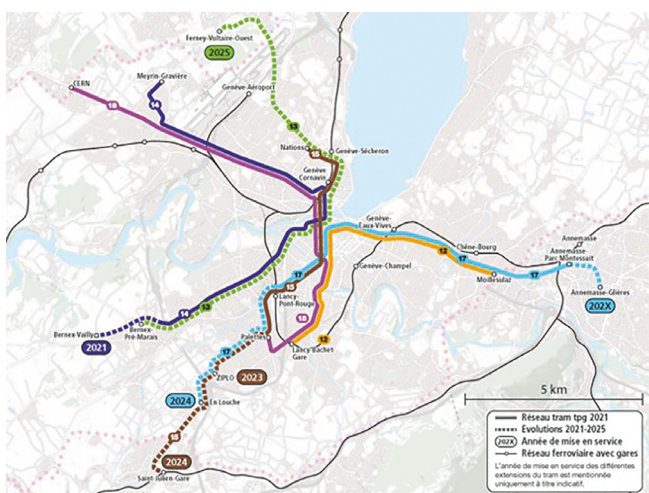 Ferney-Voltaire-Ouest
2025
CERN
Meyrin-Gravière
Genève-Aéroport
18
14
13
Nations
15
Genève-Sécheron
Genève
Cornavin
Genève-
Eaux-Vives
Chêne-Bourg
Annemasse
Annemasse-
Parc Montessuit
12
17
17
Moillesulaz
Annemasse-Glières
202X
Genève-Champel
17
15
Lancy-
Pont-Rouge
14
13
Bernex-Vailly
Bernex-
Pré-Marais
2021
18
Palettes
12
Lancy-Bachet-
Gare
17
ZIPLO
2023
2024
En Louche
15
2024
Saint-Julien-Gare
5 km
Réseau tram tpg 2021
Evolutions 2021-2025
202X
Année de mise en service
Réseau ferroviaire avec gares
L'année de mise en service des différentes
extensions du tram est mentionnée
uniquement à titre indicatif.